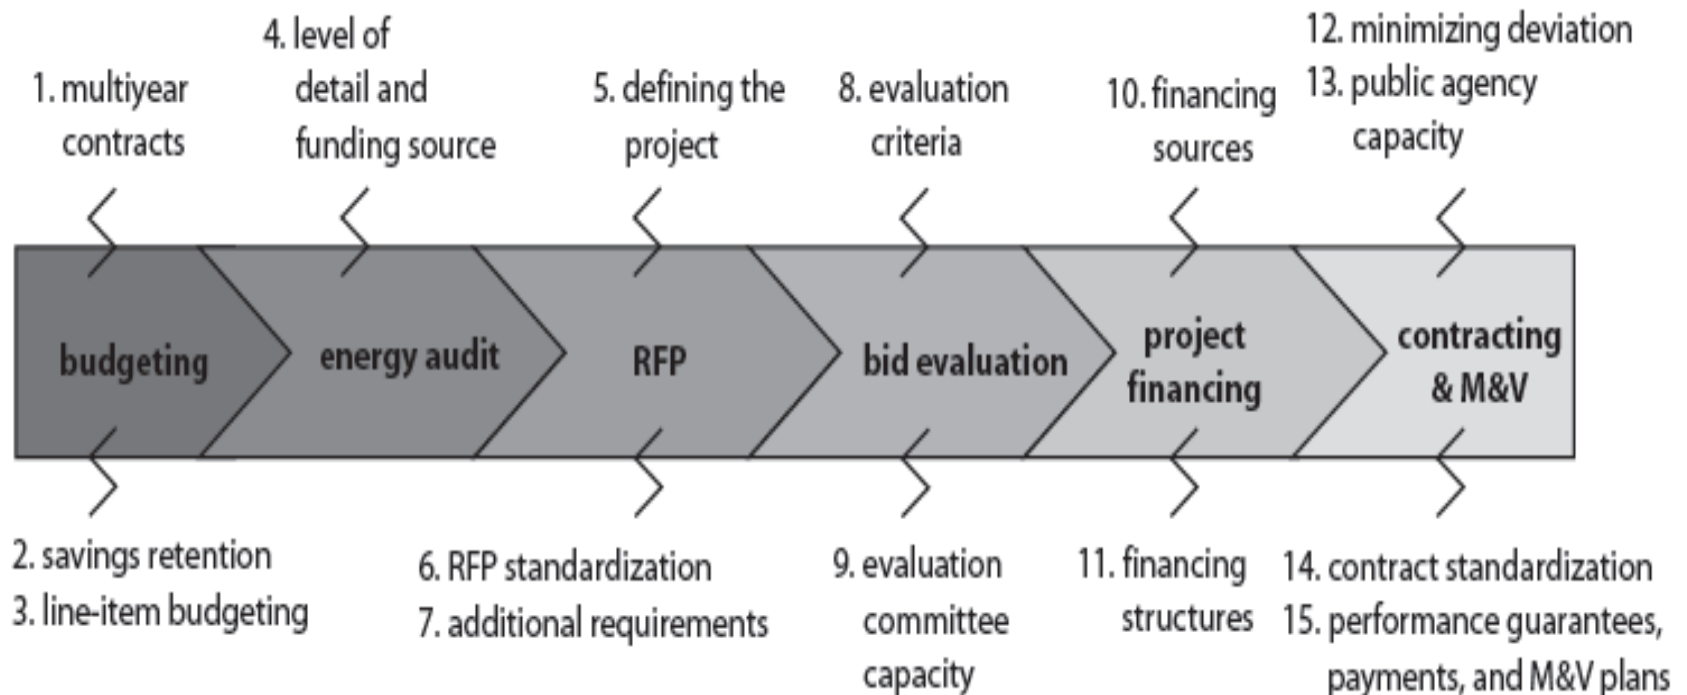 1. multiyear
contracts
4. level of
detail and
funding source
5. defining the
project
8. evaluation
criteria
10. financing
sources
12. minimizing deviation
13. public agency
capacity
budgeting
energy audit
RFP
bid evaluation
project
financing
contracting
& M&V
2. savings retention
3. line-item budgeting
6. RFP standardization
7. additional requirements
9. evaluation
committee
capacity
11. financing
structures
14. contract standardization
15. performance guarantees,
payments, and M&V plans